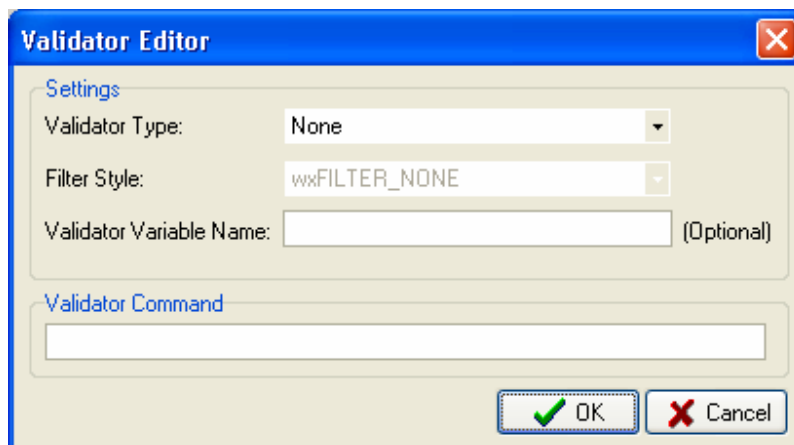 Validator Editor
Settings
Validator Type: None
Filter Style: wxFILTER_NONE
Validator Variable Name: (Optional)
Validator Command
OK Cancel